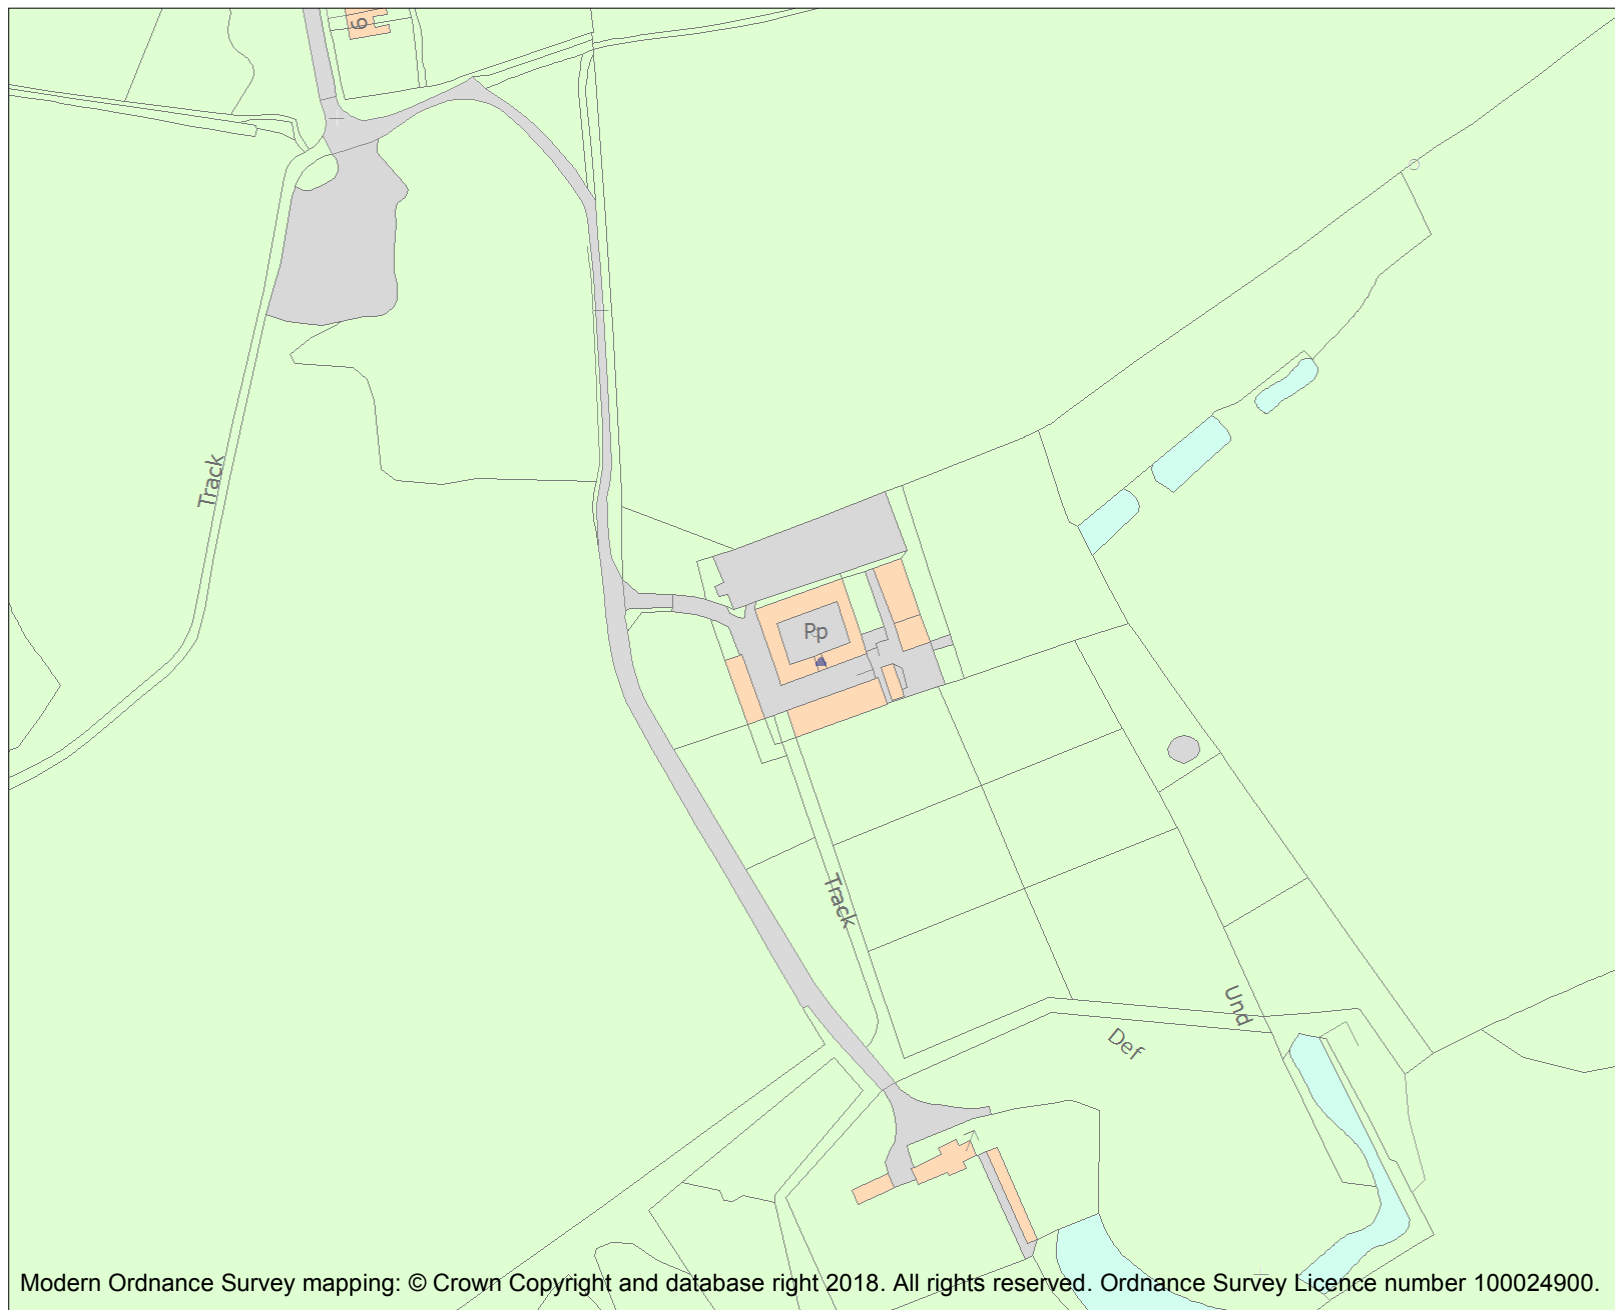 6
Track
Pp
Track
Und
Def
Modern Ordnance Survey mapping: © Crown Copyright and database right 2018. All rights reserved. Ordnance Survey Licence number 100024900.